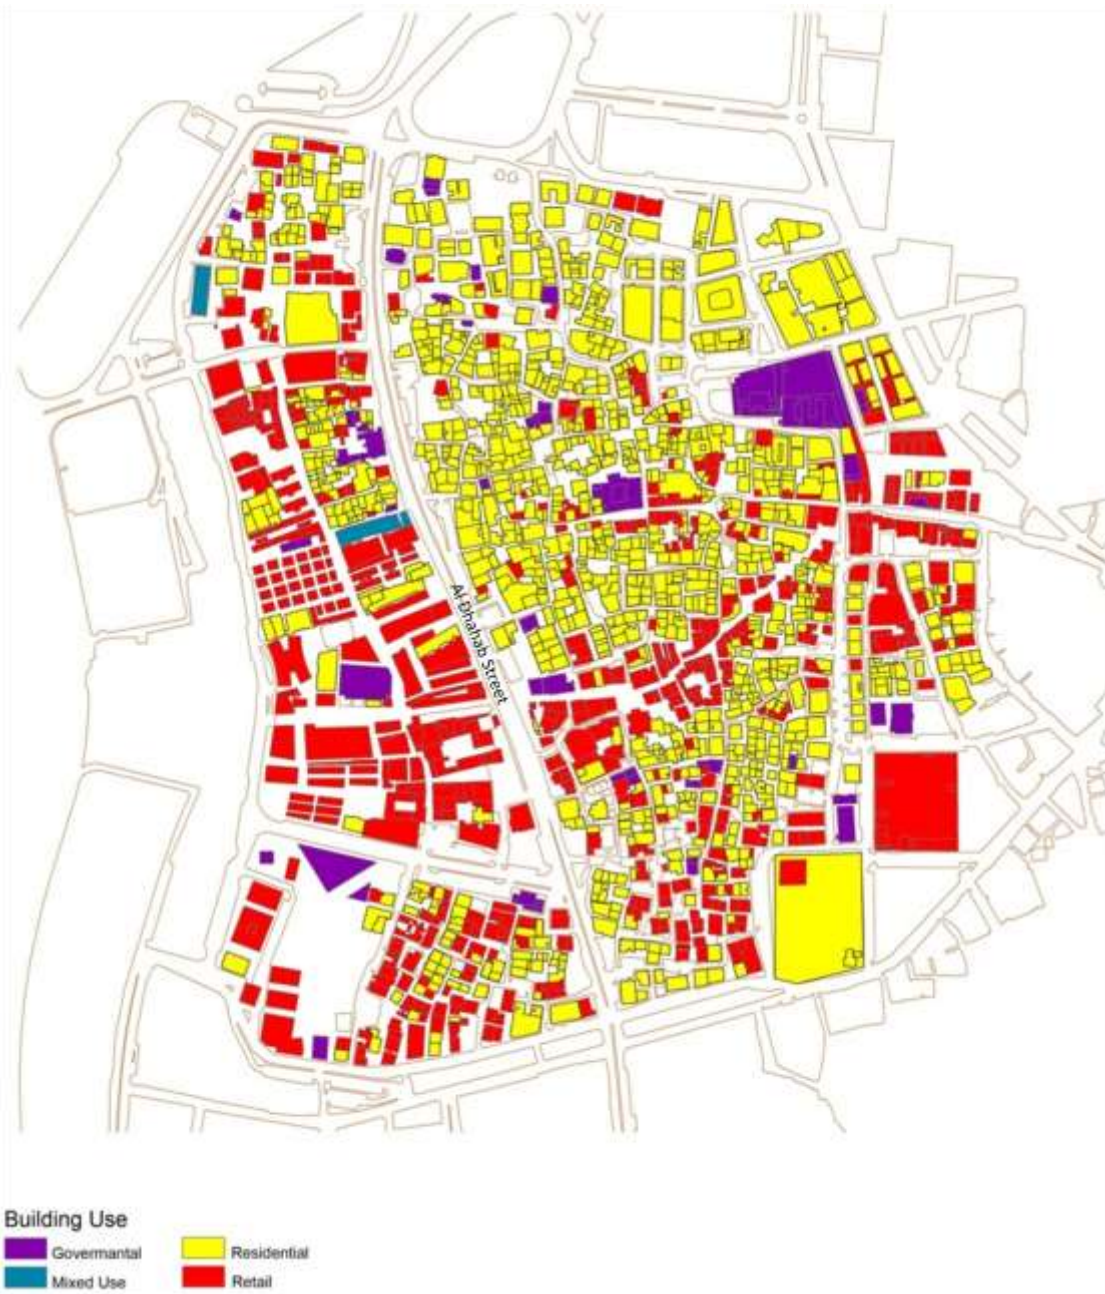 Al-Dhahab Street
Building Use
Govermantal
Residential
Mixed Use
Retail